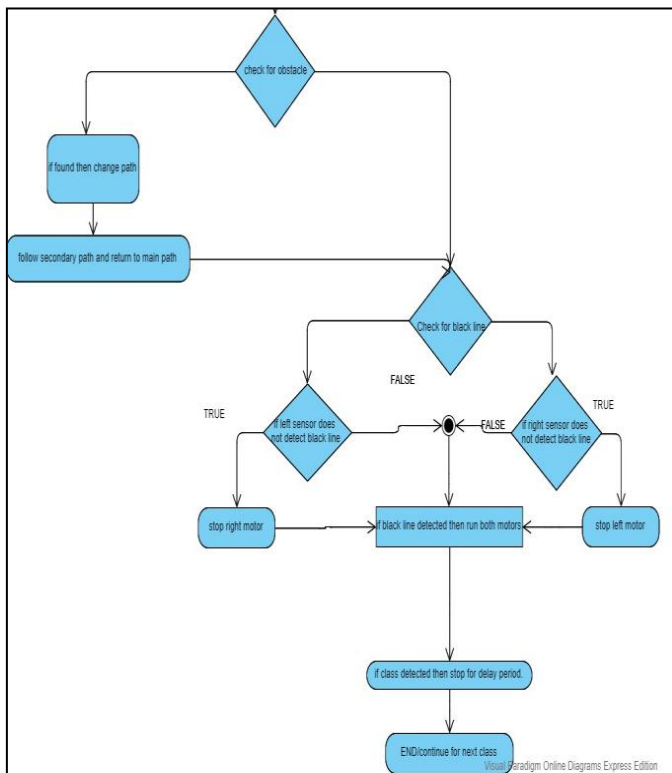 check for obstacle
if found then change path
follow secondary path and return to main path
Check for black line
FALSE
TRUE
if left sensor does
not detect black line
FALSE
TRUE
if right sensor does
not detect black line
stop right motor
if black line detected then run both motors
stop left motor
if class detected then stop for delay period.
END/continue for next class
Visual Paradigm Online Diagrams Express Edition